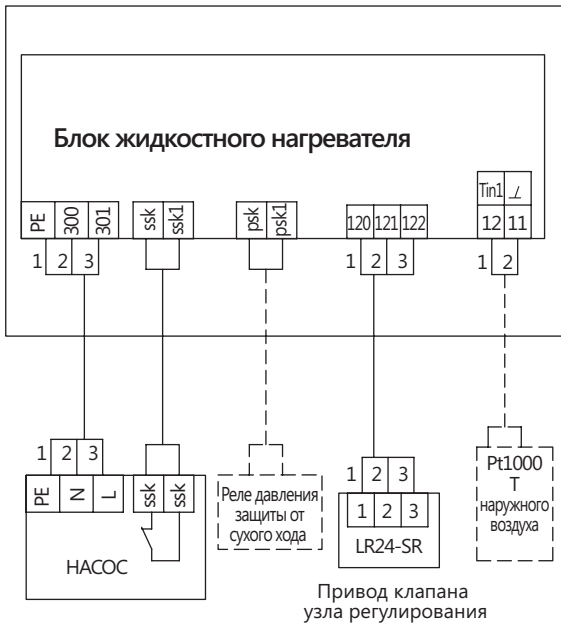 Блок жидкостного нагревателя
Tin1 ⊥
PE 300 301 ssk ssk1 psk psk1 120 121 122 12 11
1 2 3 1 2 3 1 2
1 2 3
PE N L ssk ssk
НАСОС
Реле давления
защиты от
сухого хода
1 2 3
1 2 3
LR24-SR
Привод клапана
узла регулирования
Pt1000
T
наружного
воздуха